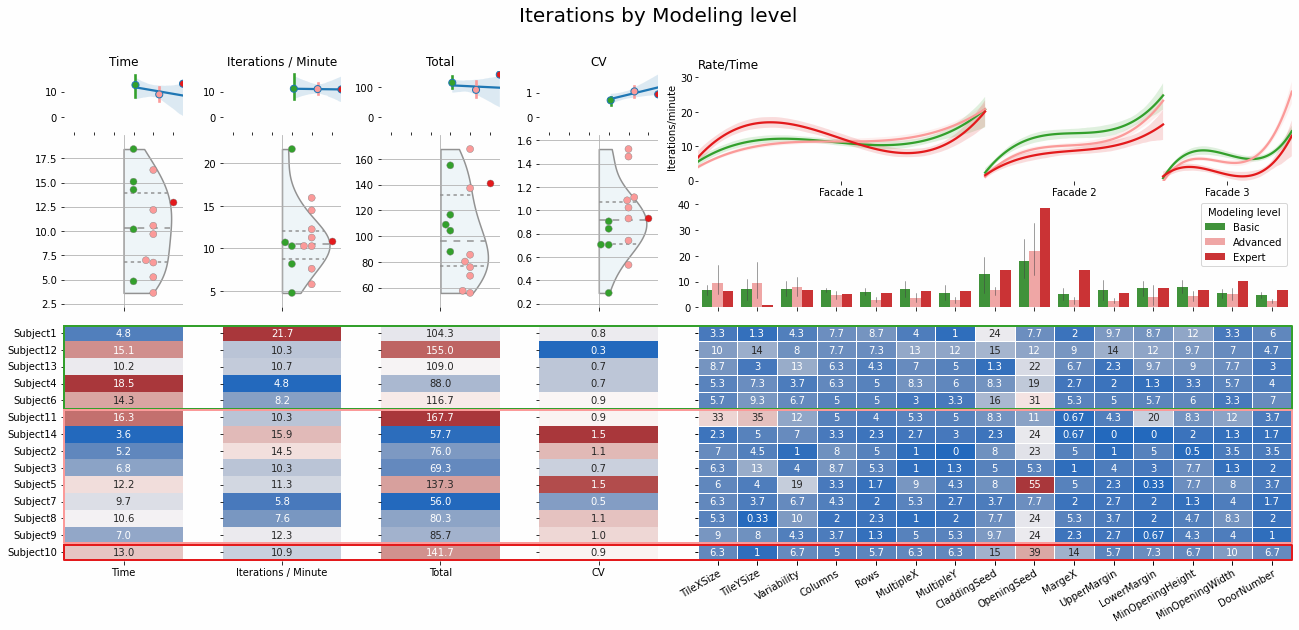 Iterations by Modeling level
Time Iterations / Minute Total CV Rate/Time
10
0
10
0
100
0
1
0
Iterations/minute
30
20
10
0
Facade 1 Facade 2 Facade 3
17.5
15.0
12.5
10.0
7.5
5.0
2.5
20
15
10
5
160
140
120
100
80
60
1.6
1.4
1.2
1.0
0.8
0.6
0.4
0.2
40
30
20
10
0
Modeling level
Basic
Advanced
Expert
Subject1 4.8 21.7 104.3 0.8 3.3 1.3 4.3 7.7 8.7 4 1 24 7.7 2 9.7 8.7 12 3.3 6
Subject12 15.1 10.3 155.0 0.3 10 14 8 7.7 7.3 13 12 15 12 9 14 12 9.7 7 4.7
Subject13 10.2 10.7 109.0 0.7 8.7 3 13 6.3 4.3 7 5 1.3 22 6.7 2.3 9.7 9 7.7 3
Subject4 18.5 4.8 88.0 0.7 5.3 7.3 3.7 6.3 5 8.3 6 8.3 19 2.7 2 1.3 3.3 5.7 4
Subject6 14.3 8.2 116.7 0.9 5.7 9.3 6.7 5 5 3 3.3 16 31 5.3 5 5.7 6 3.3 7
Subject11 16.3 10.3 167.7 0.9 33 35 12 5 4 5.3 5 8.3 11 0.67 4.3 20 8.3 12 3.7
Subject14 3.6 15.9 57.7 1.5 2.3 5 7 3.3 2.3 2.7 3 2.3 24 0.67 0 0 2 1.3 1.7
Subject2 5.2 14.5 76.0 1.1 7 4.5 1 8 5 1 0 8 23 5 1 5 0.5 3.5 3.5
Subject3 6.8 10.3 69.3 0.7 6.3 13 4 8.7 5.3 1 1.3 5 5.3 1 4 3 7.7 1.3 2
Subject5 12.2 11.3 137.3 1.5 6 4 19 3.3 1.7 9 4.3 8 55 5 2.3 0.33 7.7 8 3.7
Subject7 9.7 5.8 56.0 0.5 6.3 3.7 6.7 4.3 2 5.3 2.3 3.7 7.7 2 2.7 2 1.3 4 1.7
Subject8 10.6 7.6 80.3 1.1 5.3 0.33 10 2 2.3 1 2 7.7 24 5.3 3.7 2 4.7 8.3 2
Subject9 7.0 12.3 85.7 1.0 9 8 4.3 3.7 1.3 5 5.3 9.7 24 2.3 2.7 0.67 4.3 4 1
Subject10 13.0 10.9 141.7 0.9 6.3 1 6.7 5 5.7 6.3 6.3 15 39 14 5.7 7.3 6.7 10 6.7
Time Iterations / Minute Total CV TileXSize TileYSize Variability Columns Rows MultipleX MultipleY CladdingSeed OpeningSeed MargeX UpperMargin LowerMargin MinOpeningHeight MinOpeningWidth DoorNumber